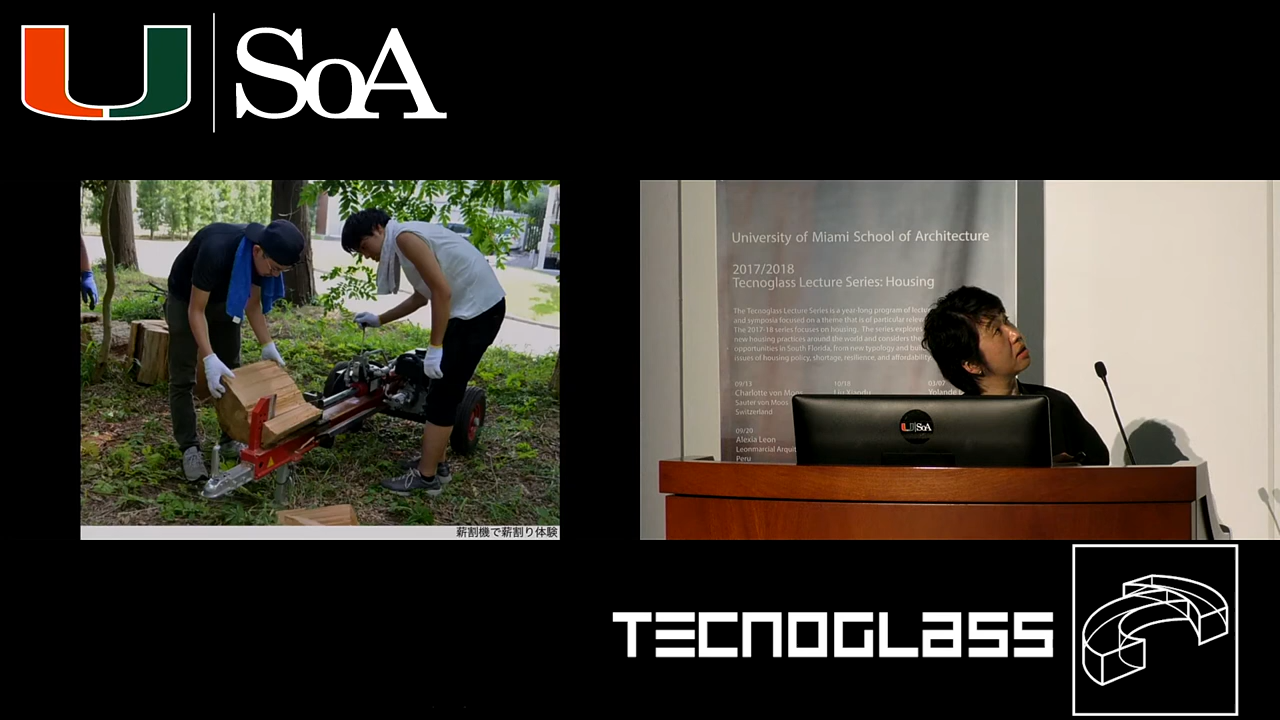 U SoA
薪割機で薪割り体験
University of Miami School of Architecture
2017/2018
Tecnoglass Lecture Series: Housing
The Tecnoglass Lecture Series is a year-long program of
and symposia focused on a theme that is of particular
The 2017-18 series focuses on housing. The series explores
new housing practices around the world and considers the
opportunities in South Florida, from new typology and
issues of housing policy, shortage, resilience, and affordability
09/13
Charlotte von Moos
Sauter von Moos
Switzerland
09/20
Alexia Leon
Leonmarcial
Peru
10/18
03/07
Yolande
U SoA
TECNOGLASS